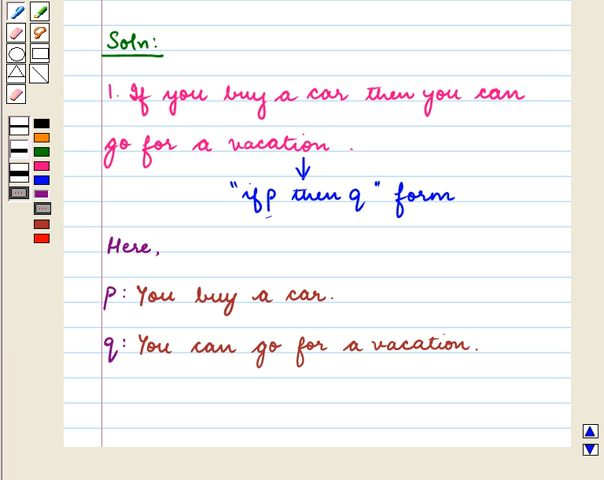 Soln:
1. If you buy a car then you can
go for a vacation.
"if p then q" form
Here,
p: You buy a car.
q: You can go for a vacation.